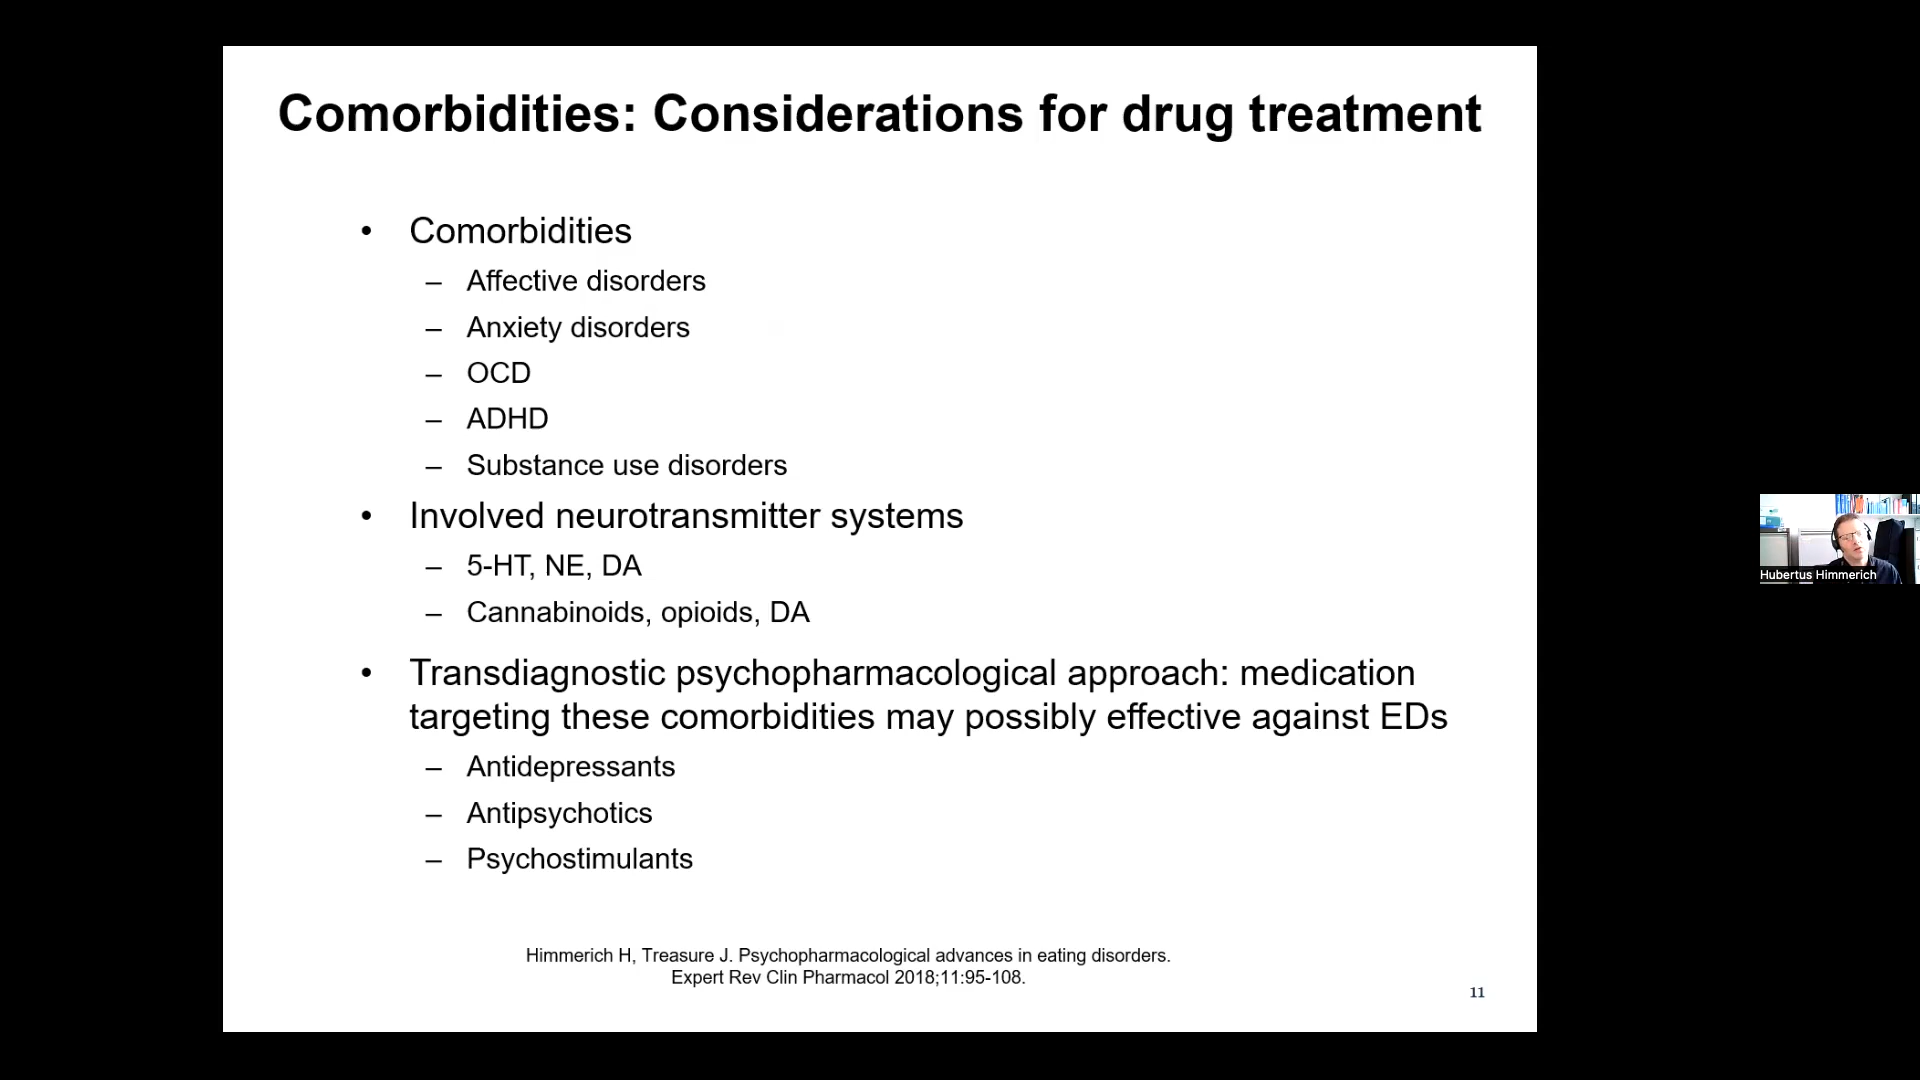 Comorbidities: Considerations for drug treatment
• Comorbidities
– Affective disorders
– Anxiety disorders
– OCD
– ADHD
– Substance use disorders
• Involved neurotransmitter systems
– 5-HT, NE, DA
– Cannabinoids, opioids, DA
• Transdiagnostic psychopharmacological approach: medication
targeting these comorbidities may possibly effective against EDs
– Antidepressants
– Antipsychotics
– Psychostimulants
Himmerich H, Treasure J. Psychopharmacological advances in eating disorders.
Expert Rev Clin Pharmacol 2018;11:95-108.
11
Hubertus Himmerich